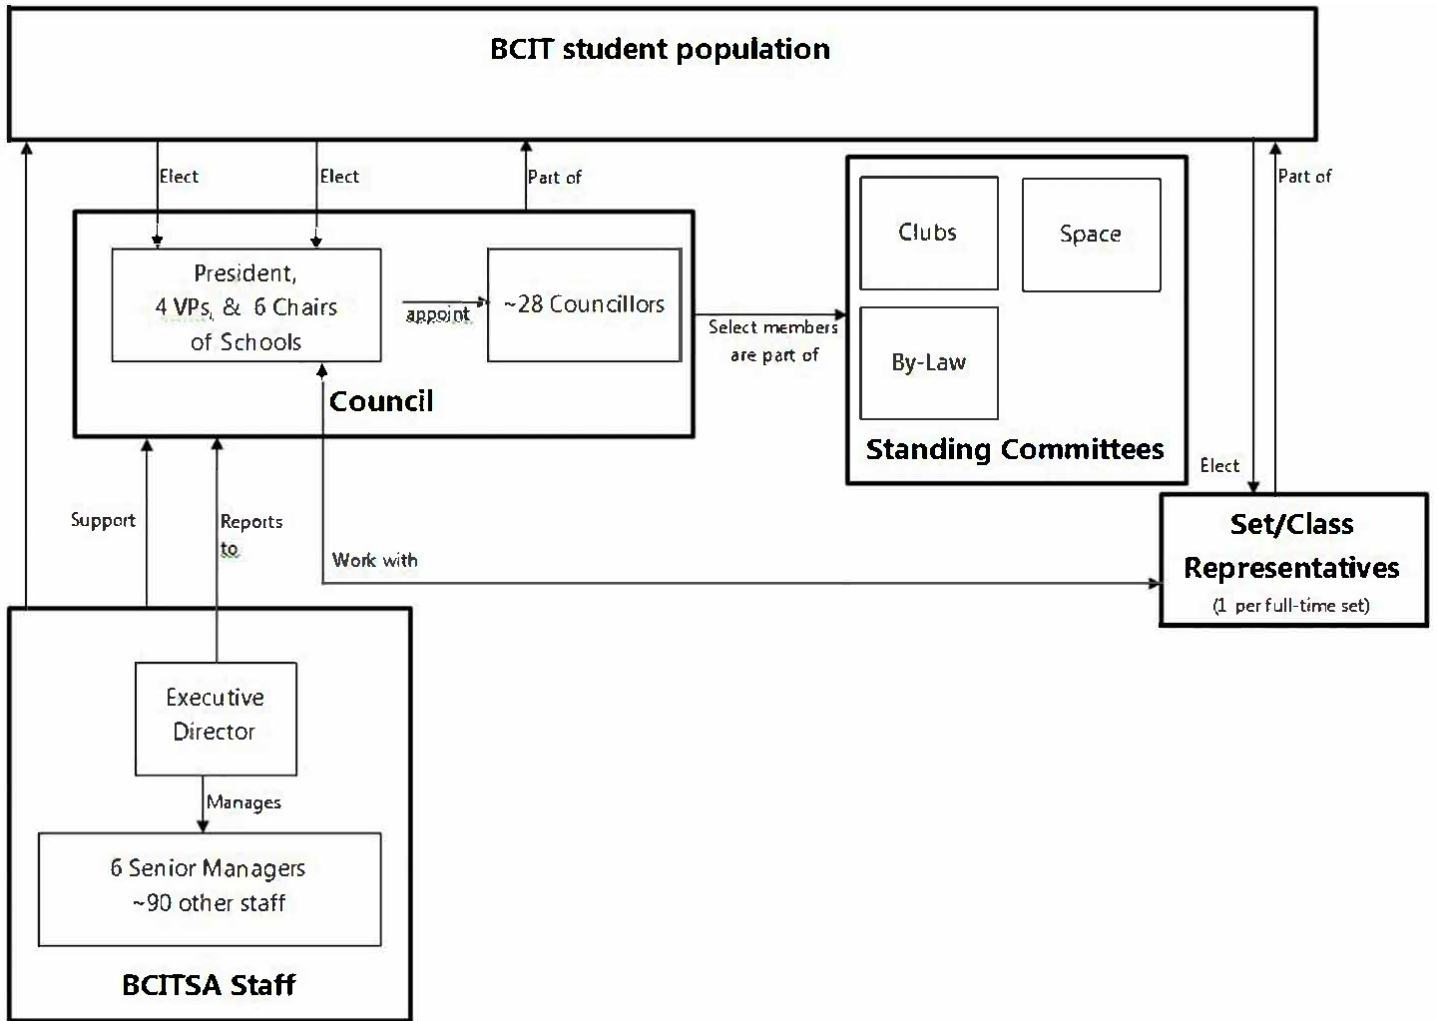 BCIT student population
Elect
Elect
Part of
Part of
President,
4 VPs, & 6 Chairs
of Schools
appoint
~28 Councillors
Council
Select members
are part of
Clubs
Space
By-Law
Standing Committees
Elect
Set/Class
Representatives
(1 per full-time set)
Support
Reports
to
Work with
Executive
Director
Manages
6 Senior Managers
~90 other staff
BCITSA Staff